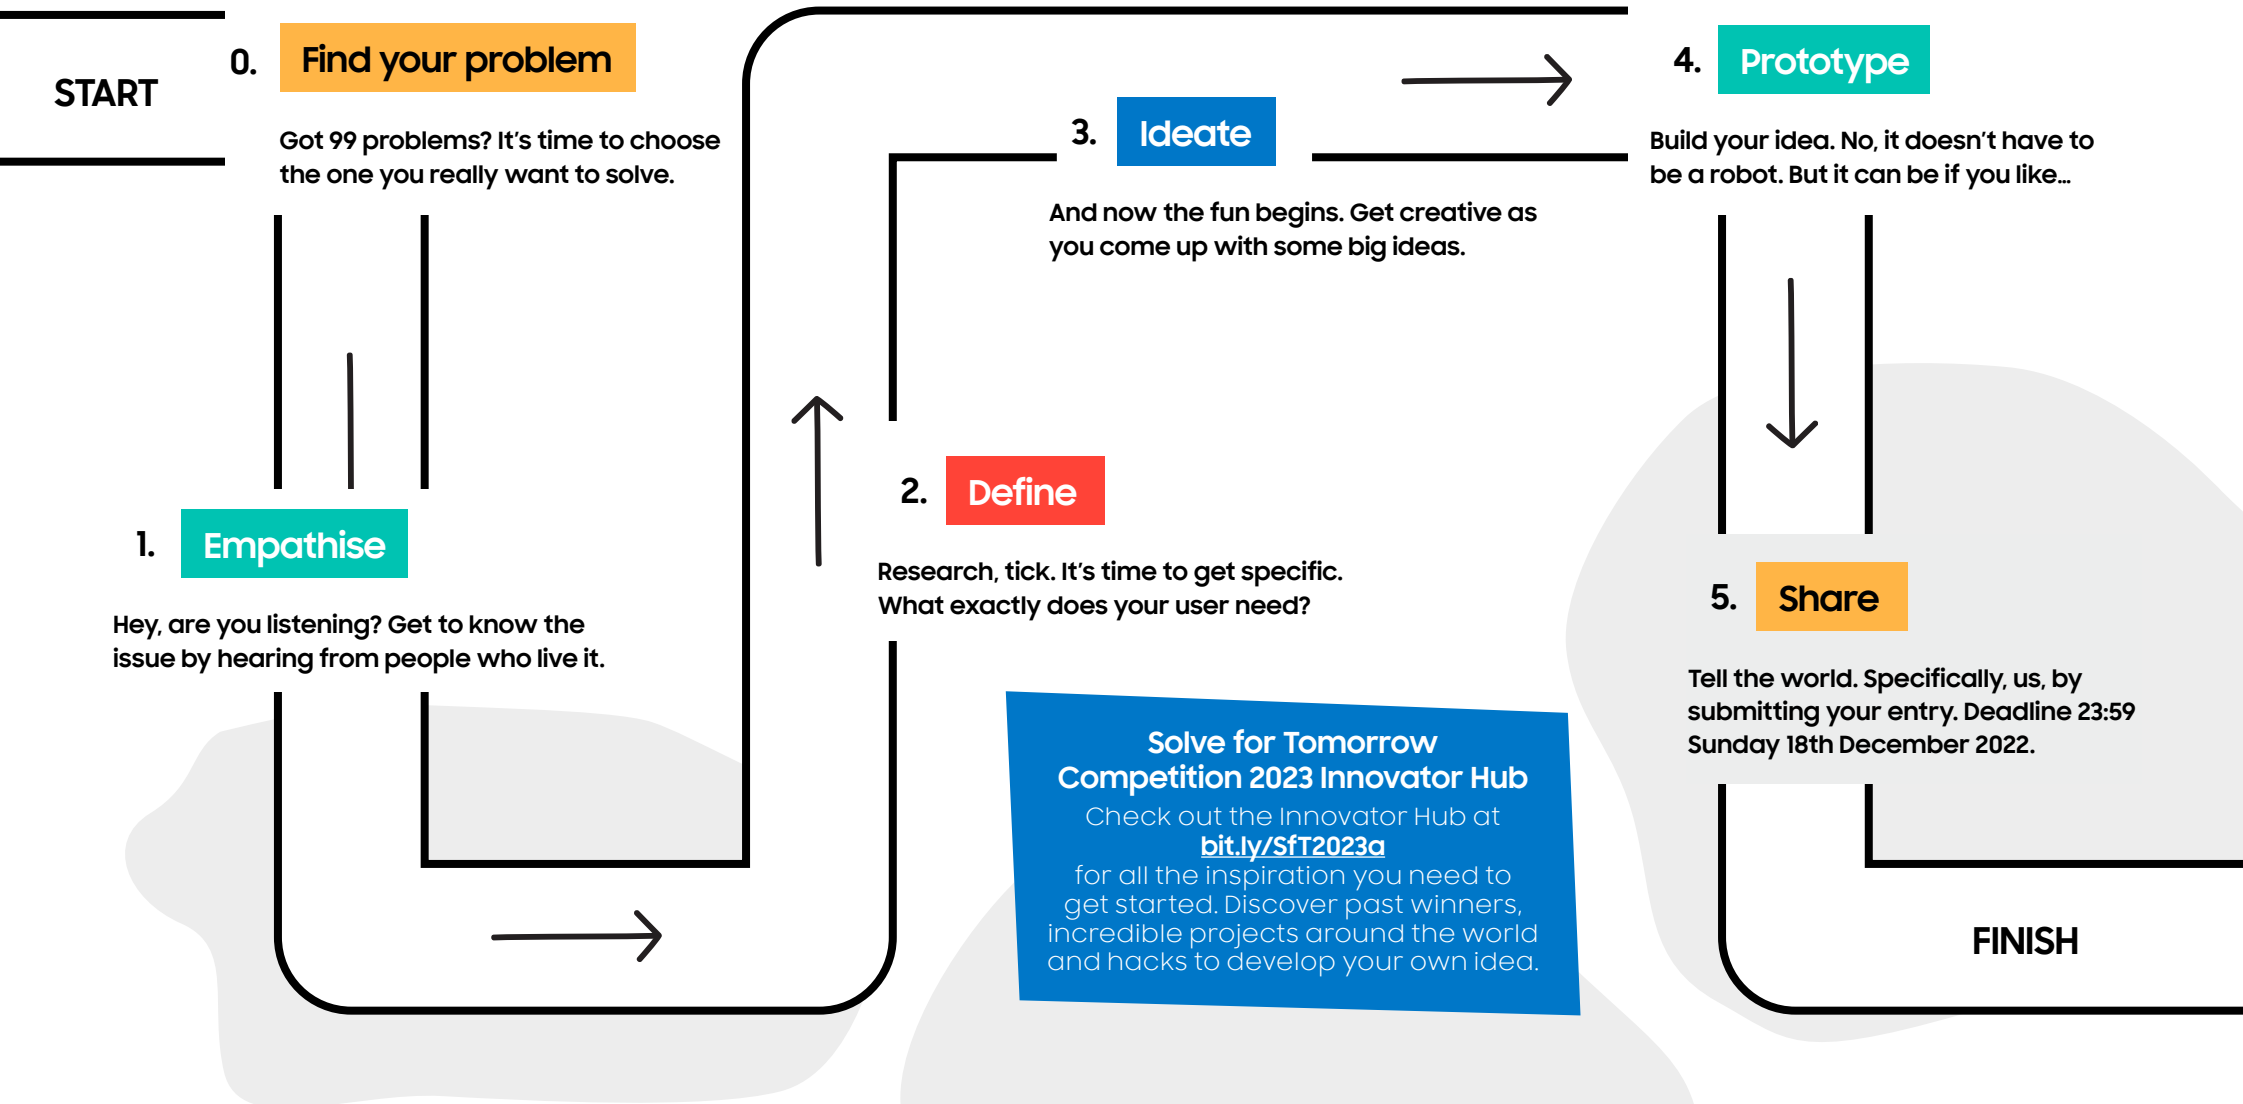 START
0.
Find your problem
Got 99 problems? It's time to choose
the one you really want to solve.
1.
Empathise
Hey, are you listening? Get to know the
issue by hearing from people who live it.
2.
Define
Research, tick. It's time to get specific.
What exactly does your user need?
3.
Ideate
And now the fun begins. Get creative as
you come up with some big ideas.
4.
Prototype
Build your idea. No, it doesn't have to
be a robot. But it can be if you like...
5.
Share
Tell the world. Specifically, us, by
submitting your entry. Deadline 23:59
Sunday 18th December 2022.
FINISH
Solve for Tomorrow
Competition 2023 Innovator Hub
Check out the Innovator Hub at
bit.ly/SfT2023a
for all the inspiration you need to
get started. Discover past winners,
incredible projects around the world
and hacks to develop your own idea.